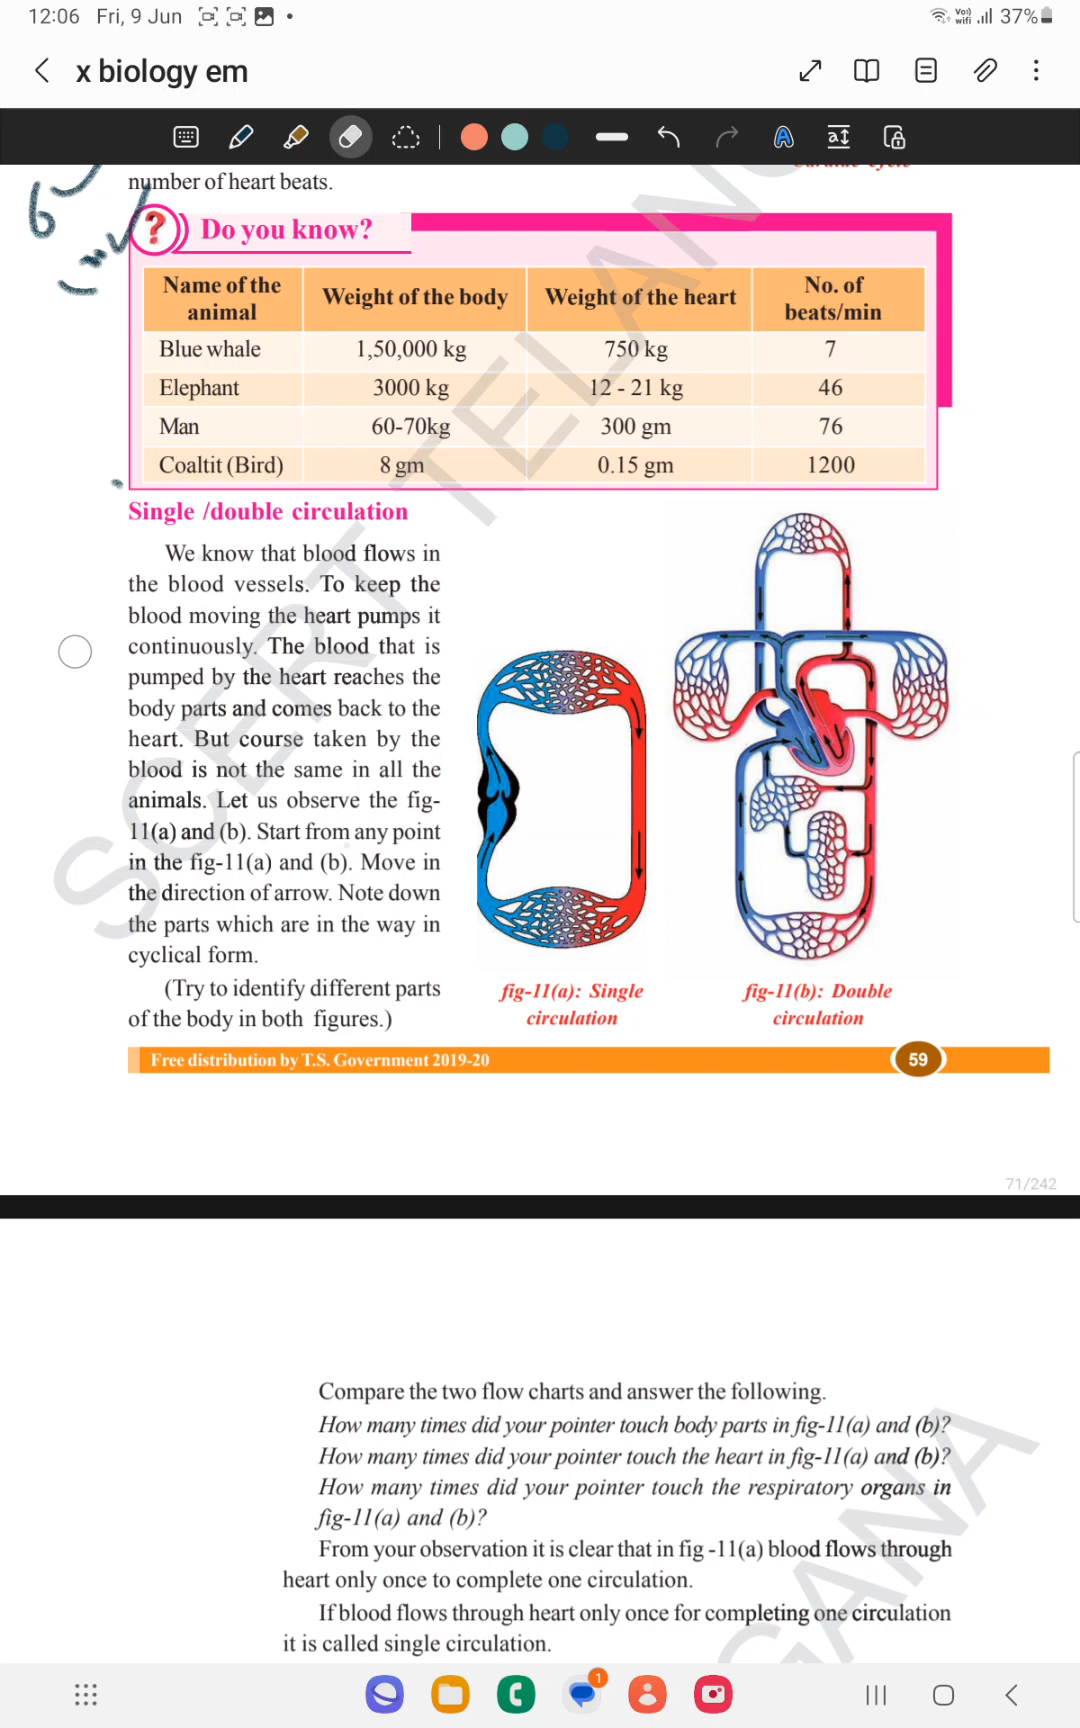 12:06 Fri, 9 Jun
37%
x biology em
number of heart beats.
Do you know?
Name of the animal Weight of the body Weight of the heart No. of beats/min
Blue whale 1,50,000 kg 750 kg 7
Elephant 3000 kg 12 - 21 kg 46
Man 60-70kg 300 gm 76
Coaltit (Bird) 8 gm 0.15 gm 1200
Single /double circulation
We know that blood flows in
the blood vessels. To keep the
blood moving the heart pumps it
continuously. The blood that is
pumped by the heart reaches the
body parts and comes back to the
heart. But course taken by the
blood is not the same in all the
animals. Let us observe the fig-
11(a) and (b). Start from any point
in the fig-11(a) and (b). Move in
the direction of arrow. Note down
the parts which are in the way in
cyclical form.
(Try to identify different parts
of the body in both figures.)
fig-11(a): Single
circulation
fig-11(b): Double
circulation
Free distribution by T.S. Government 2019-20
59
71/242
Compare the two flow charts and answer the following.
How many times did your pointer touch body parts in fig-11(a) and (b)?
How many times did your pointer touch the heart in fig-11(a) and (b)?
How many times did your pointer touch the respiratory organs in
fig-11(a) and (b)?
From your observation it is clear that in fig -11(a) blood flows through
heart only once to complete one circulation.
If blood flows through heart only once for completing one circulation
it is called single circulation.
SCERT TELANG
GANA
1